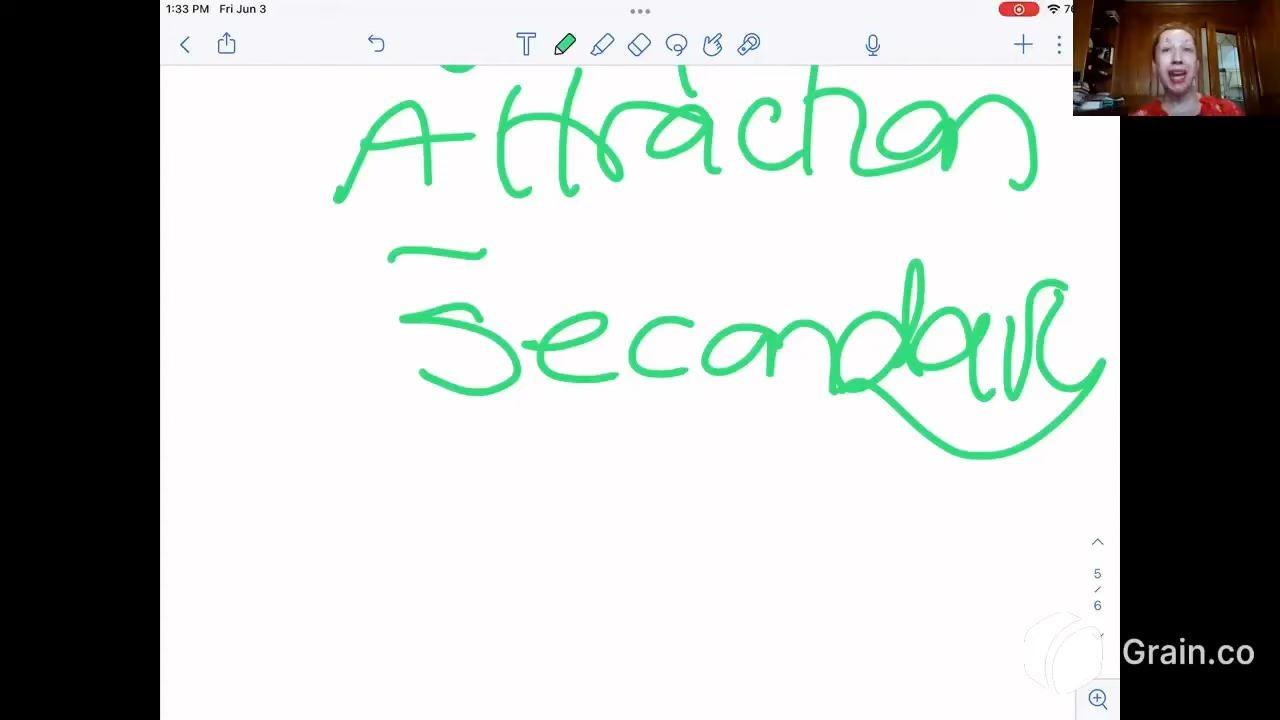 1:33 PM Fri Jun 3
Attraction
Secondary
5
/
6
Grain.co